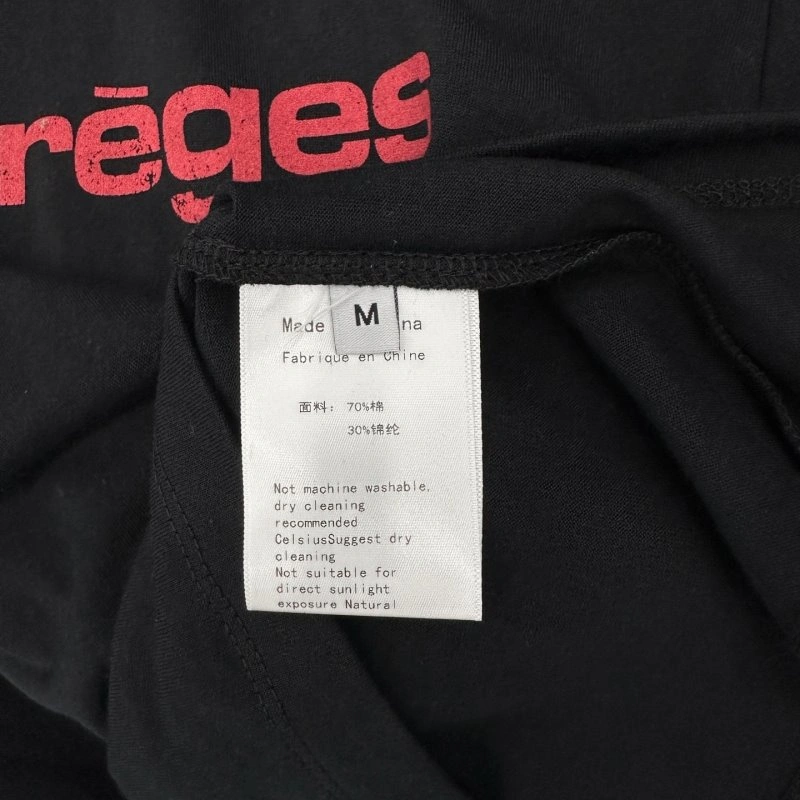 rēges
M
Made na
Fabrique en Chine
面料: 70%棉
30%锦纶
Not machine washable,
dry cleaning
recommended
CelsiusSuggest dry
cleaning
Not suitable for
direct sunlight
exposure Natural